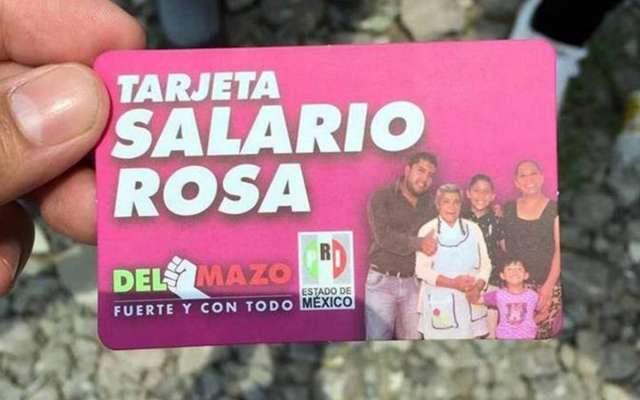 TARJETA
SALARIO
ROSA
DEL MAZO
FUERTE Y CON TODO
PRI
ESTADO DE
MÉXICO